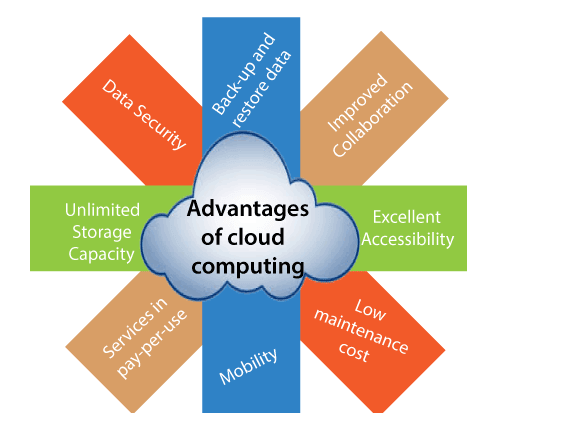 Back-up and
restore data
Improved
Collaboration
Excellent
Accessibility
Low
maintenance
cost
Mobility
Services in
pay-per-use
Unlimited
Storage
Capacity
Data Security
Advantages
of cloud
computing